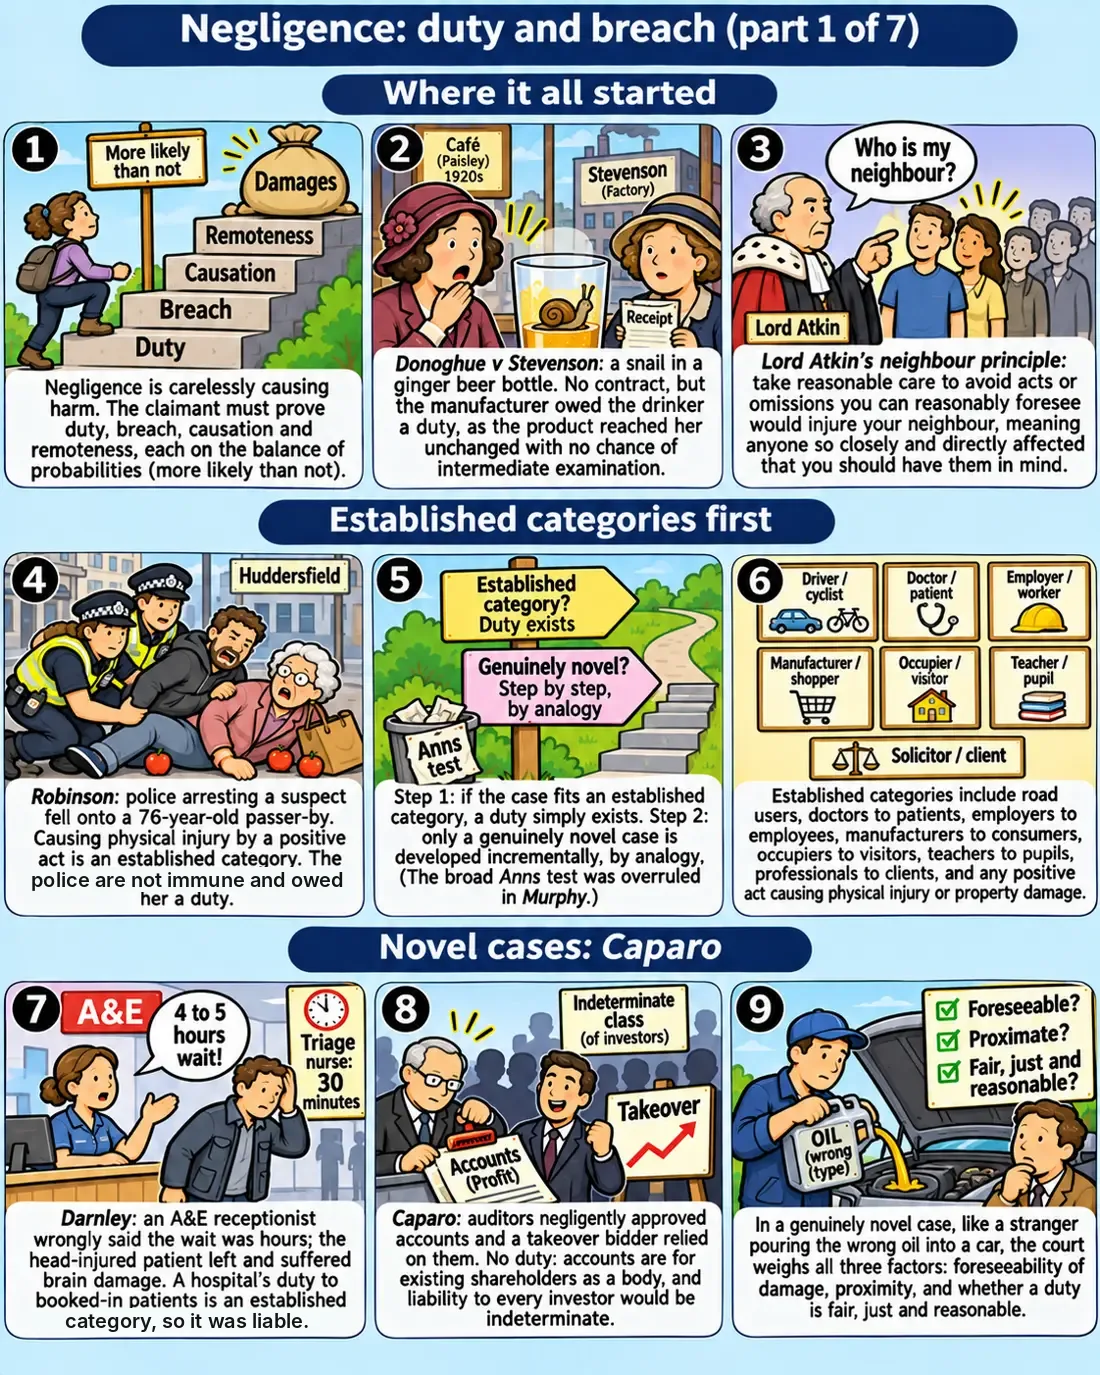 Negligence: duty and breach (part 1 of 7)
Where it all started
1
More likely
than not
Damages
Remoteness
Causation
Breach
Duty
Negligence is carelessly causing
harm. The claimant must prove
duty, breach, causation and
remoteness, each on the balance of
probabilities (more likely than not).
2
Café
(Paisley)
1920s
Stevenson
(Factory)
Receipt
Donoghue v Stevenson: a snail in a
ginger beer bottle. No contract, but
the manufacturer owed the drinker
a duty, as the product reached her
unchanged with no chance of
intermediate examination.
3
Who is my
neighbour?
Lord Atkin
Lord Atkin's neighbour principle:
take reasonable care to avoid acts or
omissions you can reasonably foresee
would injure your neighbour, meaning
anyone so closely and directly affected
that you should have them in mind.
Established categories first
4
Huddersfield
Robinson: police arresting a suspect
fell onto a 76-year-old passer-by.
Causing physical injury by a positive
act is an established category. The
police are not immune and owed
her a duty.
5
Established
category?
Duty exists
Genuinely novel?
Step by step,
by analogy
Anns
test
Step 1: if the case fits an established
category, a duty simply exists. Step 2:
only a genuinely novel case is
developed incrementally, by analogy,
(The broad Anns test was overruled
in Murphy.)
6
Driver /
cyclist
Doctor /
patient
Employer /
worker
Manufacturer /
shopper
Occupier /
visitor
Teacher /
pupil
Solicitor / client
Established categories include road
users, doctors to patients, employers to
employees, manufacturers to consumers,
occupiers to visitors, teachers to pupils,
professionals to clients, and any positive
act causing physical injury or property damage.
Novel cases: Caparo
7
A&E
4 to 5
hours
wait!
Triage
nurse:
30
minutes
Darnley: an A&E receptionist
wrongly said the wait was hours; the
head-injured patient left and suffered
brain damage. A hospital's duty to
booked-in patients is an established
category, so it was liable.
8
Indeterminate
class
(of investors)
Takeover
Accounts
(Profit)
Caparo: auditors negligently approved
accounts and a takeover bidder relied
on them. No duty: accounts are for
existing shareholders as a body, and
liability to every investor would be
indeterminate.
9
Foreseeable?
Proximate?
Fair, just and
reasonable?
OIL
(wrong
(type)
In a genuinely novel case, like a stranger
pouring the wrong oil into a car, the court
weighs all three factors: foreseeability of
damage, proximity, and whether a duty
is fair, just and reasonable.